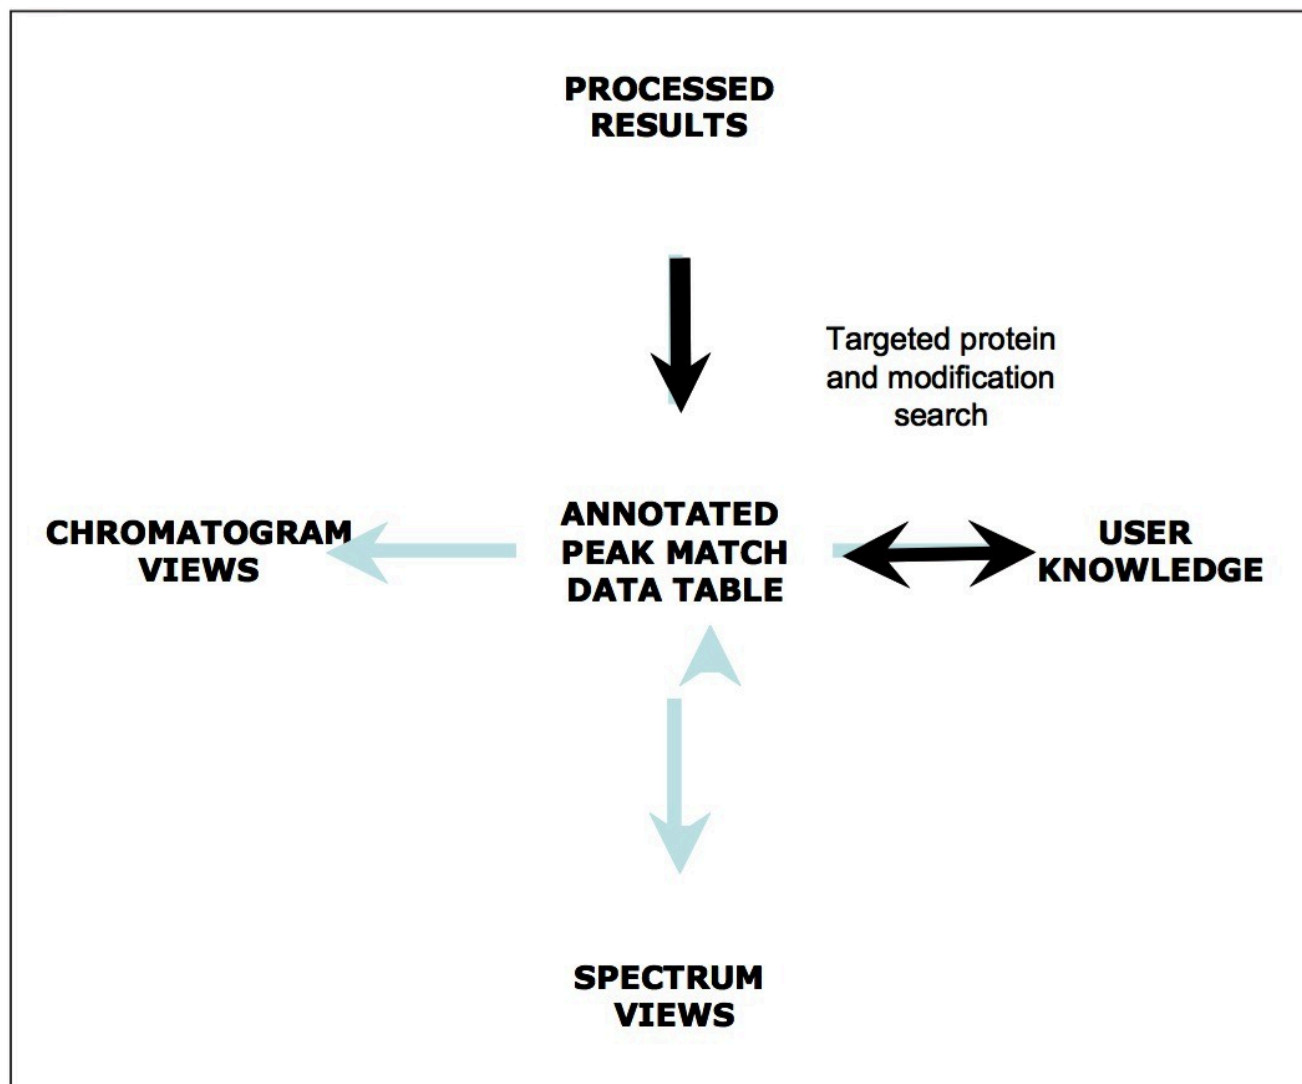 PROCESSED
RESULTS
Targeted protein
and modification
search
CHROMATOGRAM
VIEWS
ANNOTATED
PEAK MATCH
DATA TABLE
USER
KNOWLEDGE
SPECTRUM
VIEWS